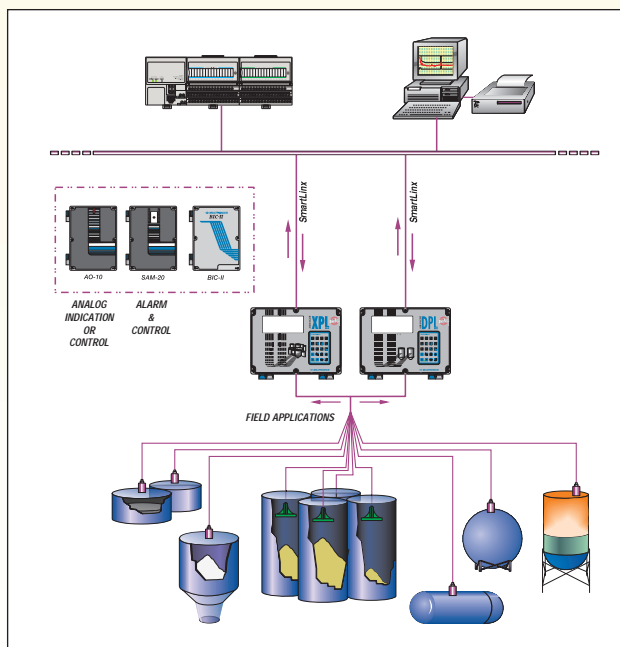 SmartLinx
SmartLinx
BIC-II
AO-10
SAM-20
BIC-II
ANALOG
INDICATION
OR
CONTROL
ALARM
&
CONTROL
XPL
DPL
FIELD APPLICATIONS